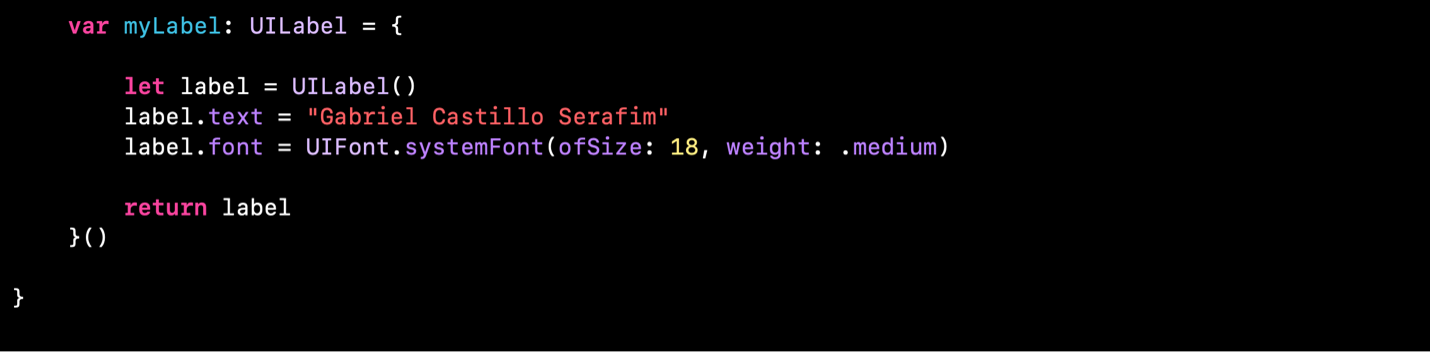 var myLabel: UILabel = {
let label = UILabel()
label.text = "Gabriel Castillo Serafim"
label.font = UIFont.systemFont(ofSize: 18, weight: .medium)
return label
}()
}